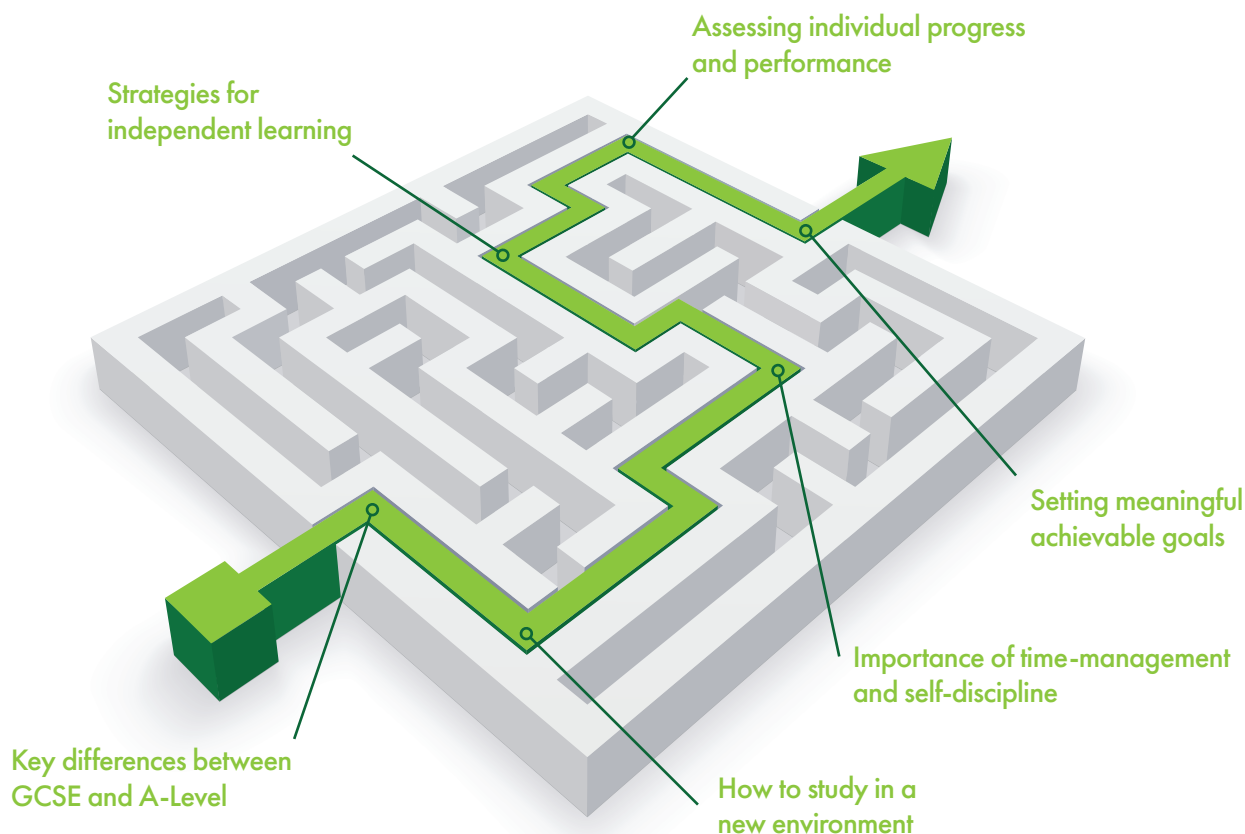 Assessing individual progress
and performance
Strategies for
independent learning
Setting meaningful
achievable goals
Importance of time-management
and self-discipline
Key differences between
GCSE and A-Level
How to study in a
new environment